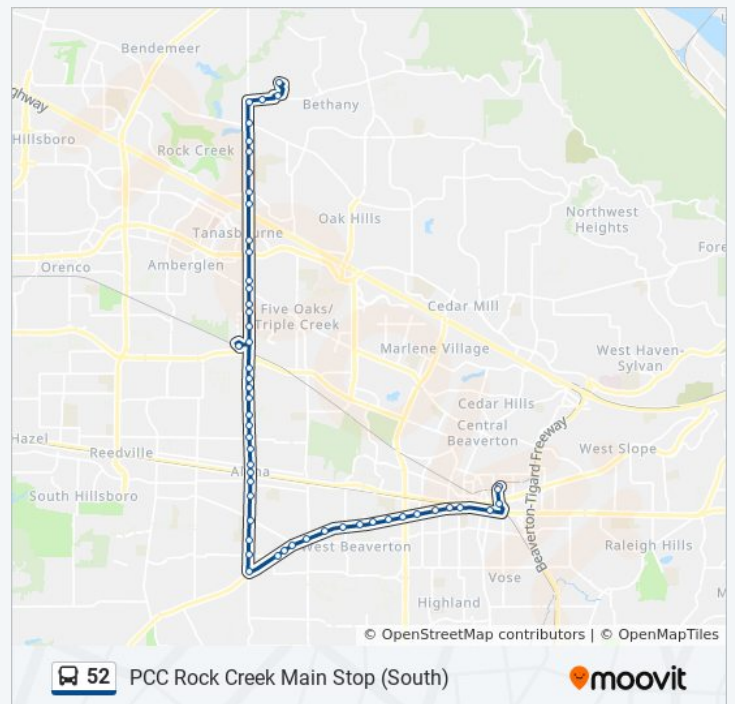 Bendemeer
ghway
Bethany
Hillsboro
Rock Creek
Oak Hills
Northwest
Heights
Tanasbourne
Fore
Orenco
Amberglen
Cedar Mill
Five Oaks/
Triple Creek
Marlene Village
West Haven-
Sylvan
Cedar Hills
Central
Beaverton
Hazel
Reedville
Aloha
West Slope
Beaverton-Tigard Freeway
South Hillsboro
West Beaverton
Raleigh Hills
Vose
M
Highland
© OpenStreetMap contributors | © OpenMapTiles
52 PCC Rock Creek Main Stop (South)
moovit